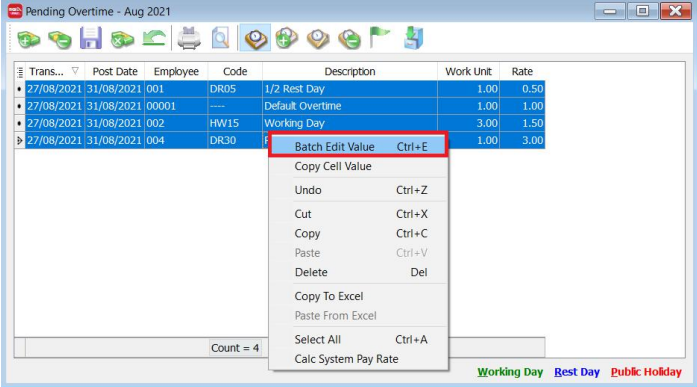 Pending Overtime - Aug 2021
Trans... Post Date Employee Code Description Work Unit Rate
27/08/2021 31/08/2021 001 DR05 1/2 Rest Day 1.00 0.50
27/08/2021 31/08/2021 00001 ---- Default Overtime 1.00 1.00
27/08/2021 31/08/2021 002 HW15 Working Day 3.00 1.50
27/08/2021 31/08/2021 004 DR30 1.00 3.00
Batch Edit Value Ctrl+E
Copy Cell Value
Undo Ctrl+Z
Cut Ctrl+X
Copy Ctrl+C
Paste Ctrl+V
Delete Del
Copy To Excel
Paste From Excel
Select All Ctrl+A
Calc System Pay Rate
Count = 4
Working Day Rest Day Public Holiday